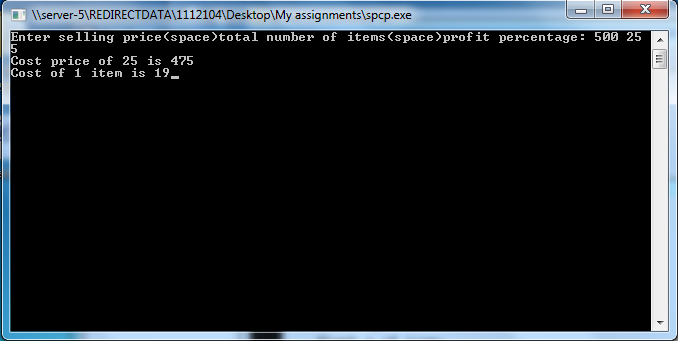 \\server-5\REDIRECTDATA\1112104\Desktop\My assignments\spcp.exe
Enter selling price(space)total number of items(space)profit percentage: 500 25
5
Cost price of 25 is 475
Cost of 1 item is 19_